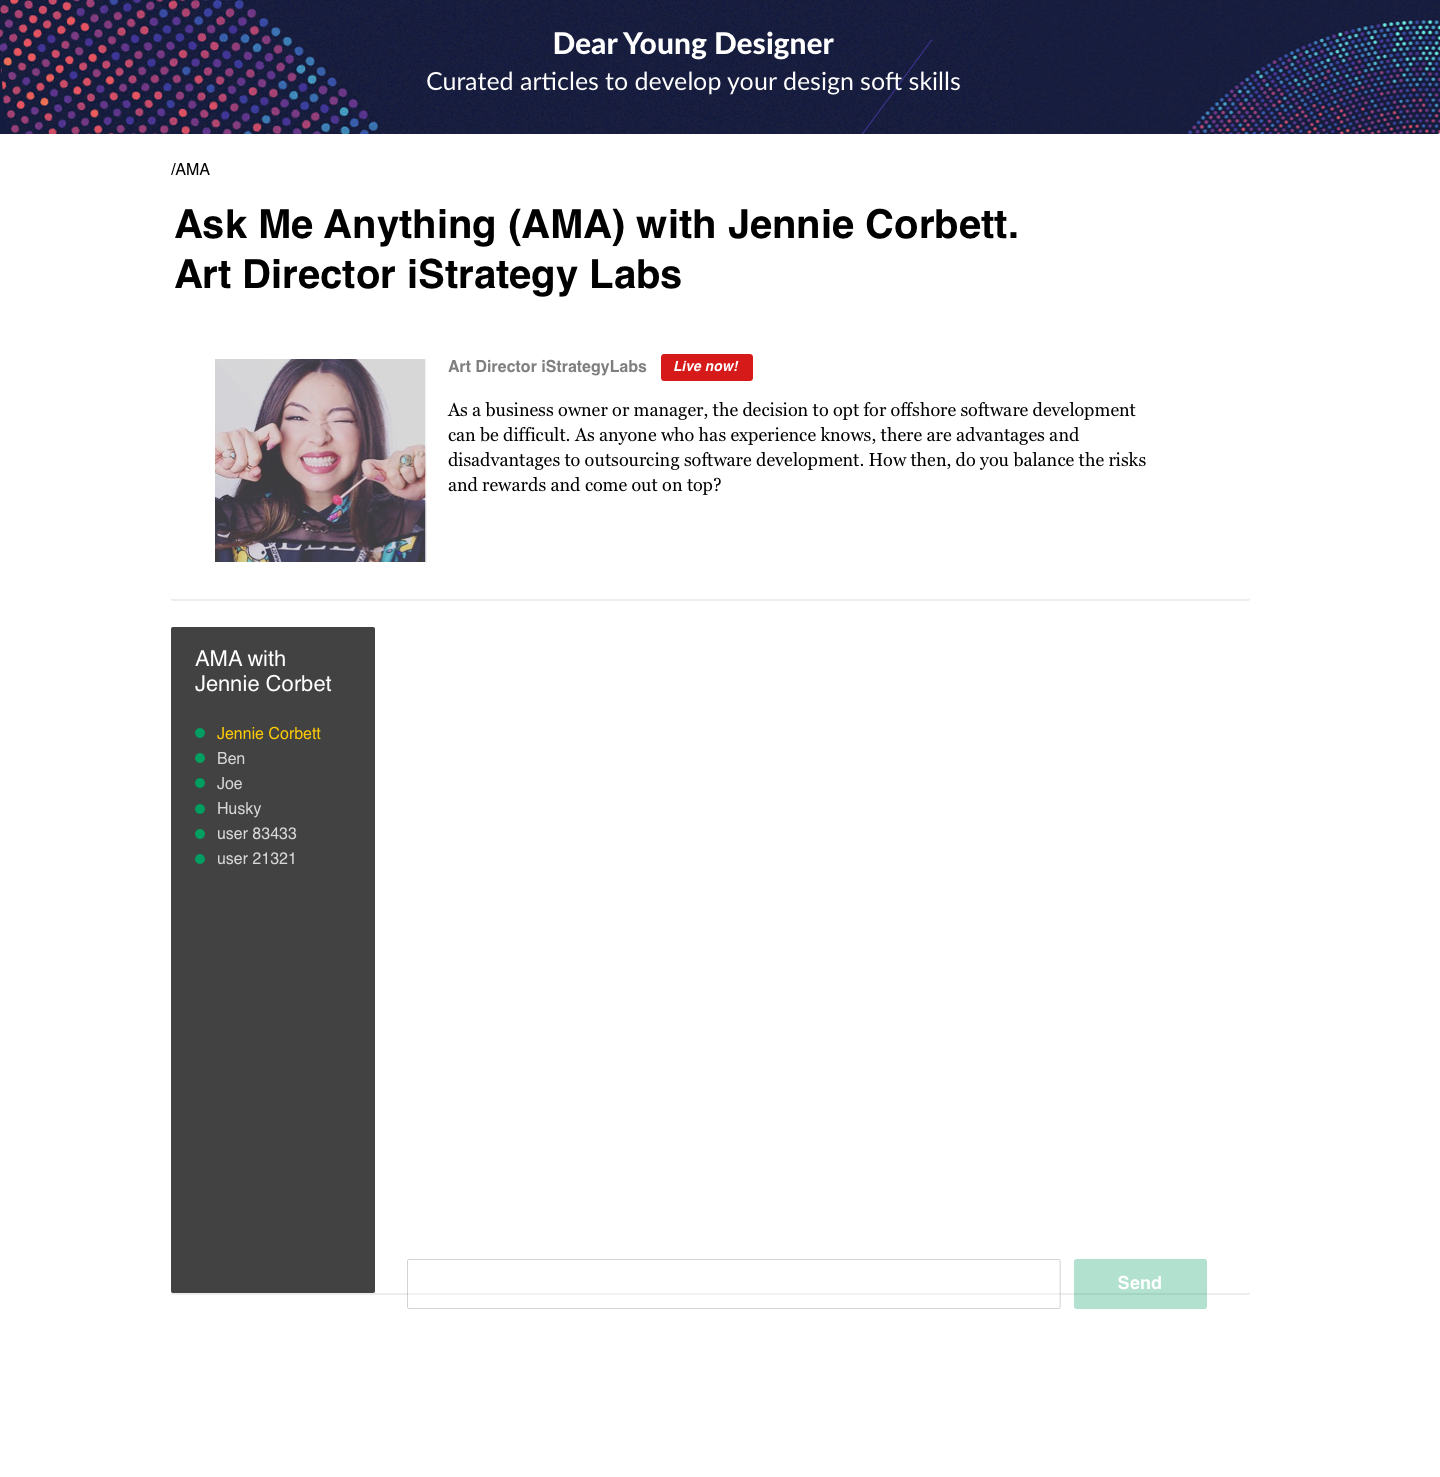 Dear Young Designer
Curated articles to develop your design soft skills
/AMA
Ask Me Anything (AMA) with Jennie Corbett.
Art Director iStrategy Labs
Art Director iStrategyLabs
Live now!
As a business owner or manager, the decision to opt for offshore software development
can be difficult. As anyone who has experience knows, there are advantages and
disadvantages to outsourcing software development. How then, do you balance the risks
and rewards and come out on top?
AMA with
Jennie Corbet
Jennie Corbett
Ben
Joe
Husky
user 83433
user 21321
Send